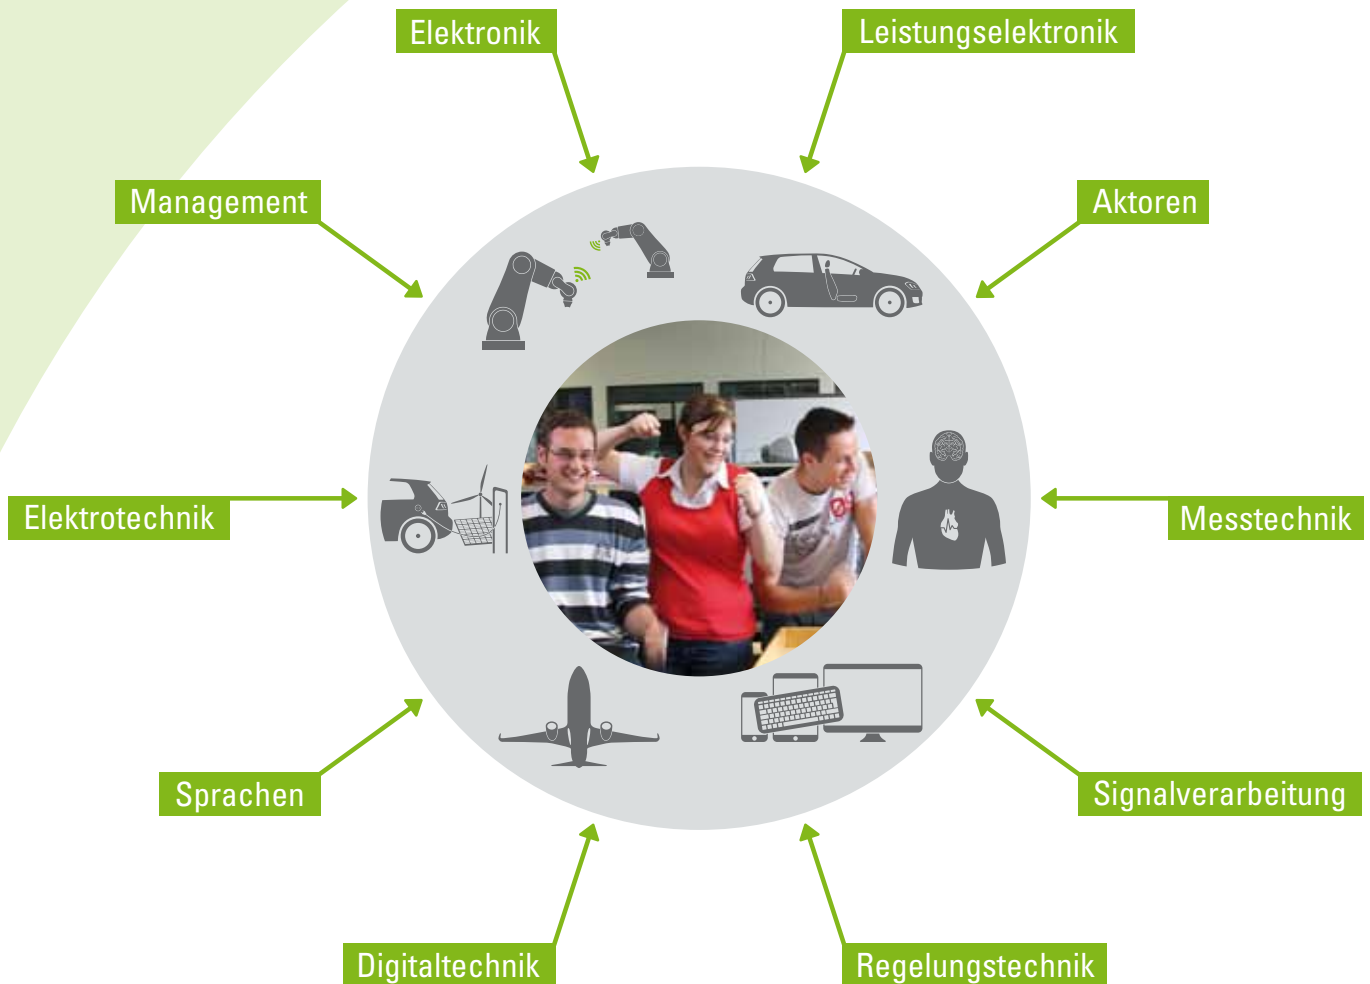 Elektronik
Leistungselektronik
Management
Aktoren
Elektrotechnik
Messtechnik
Sprachen
Signalverarbeitung
Digitaltechnik
Regelungstechnik